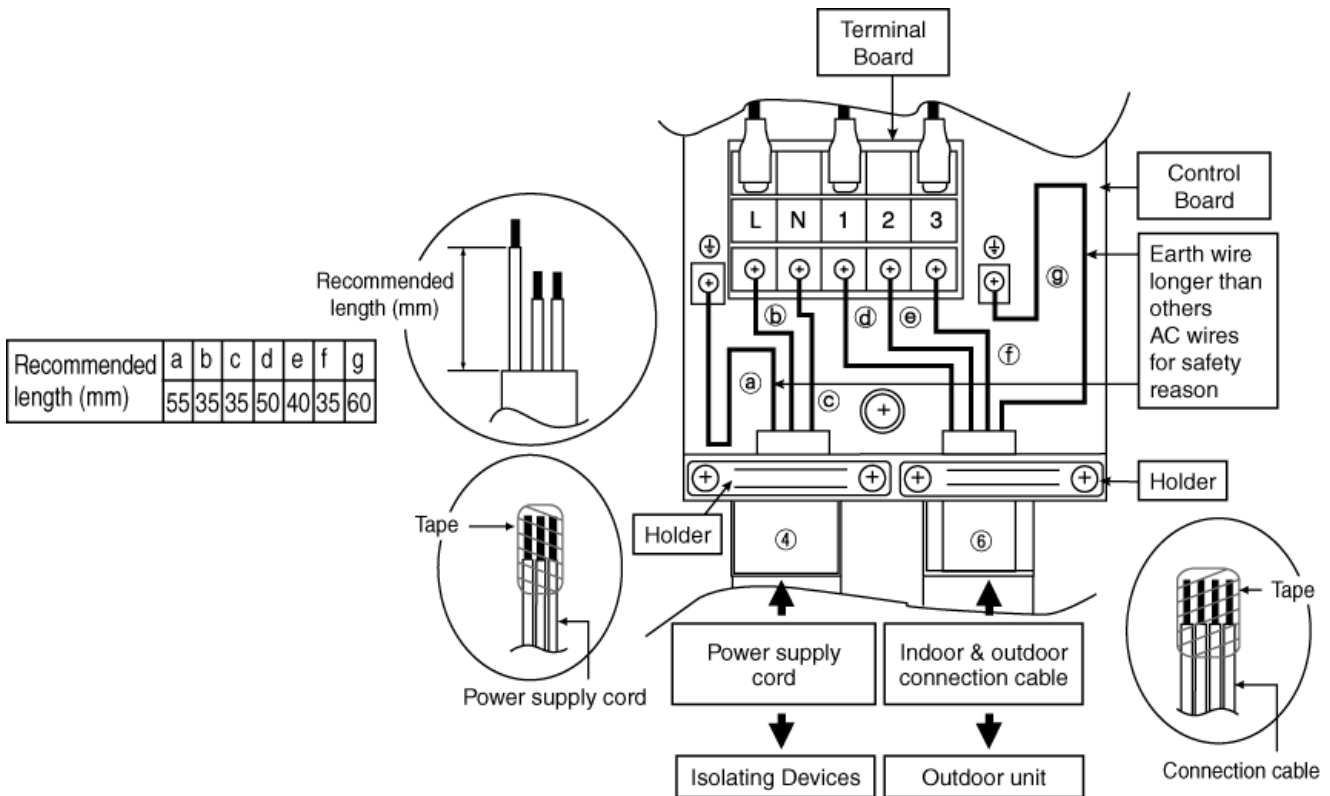 Terminal
Board
Control
Board
L N 1 2 3
Earth wire
longer than
others
AC wires
for safety
reason
Recommended
length (mm)
Recommended
length (mm)
a b c d e f g
55 35 35 50 40 35 60
ⓑ
ⓓ
ⓔ
ⓖ
ⓐ
ⓒ
ⓕ
Holder
Holder
④
⑥
Tape
Power supply cord
Tape
Connection cable
Power supply
cord
Indoor & outdoor
connection cable
Isolating Devices
Outdoor unit